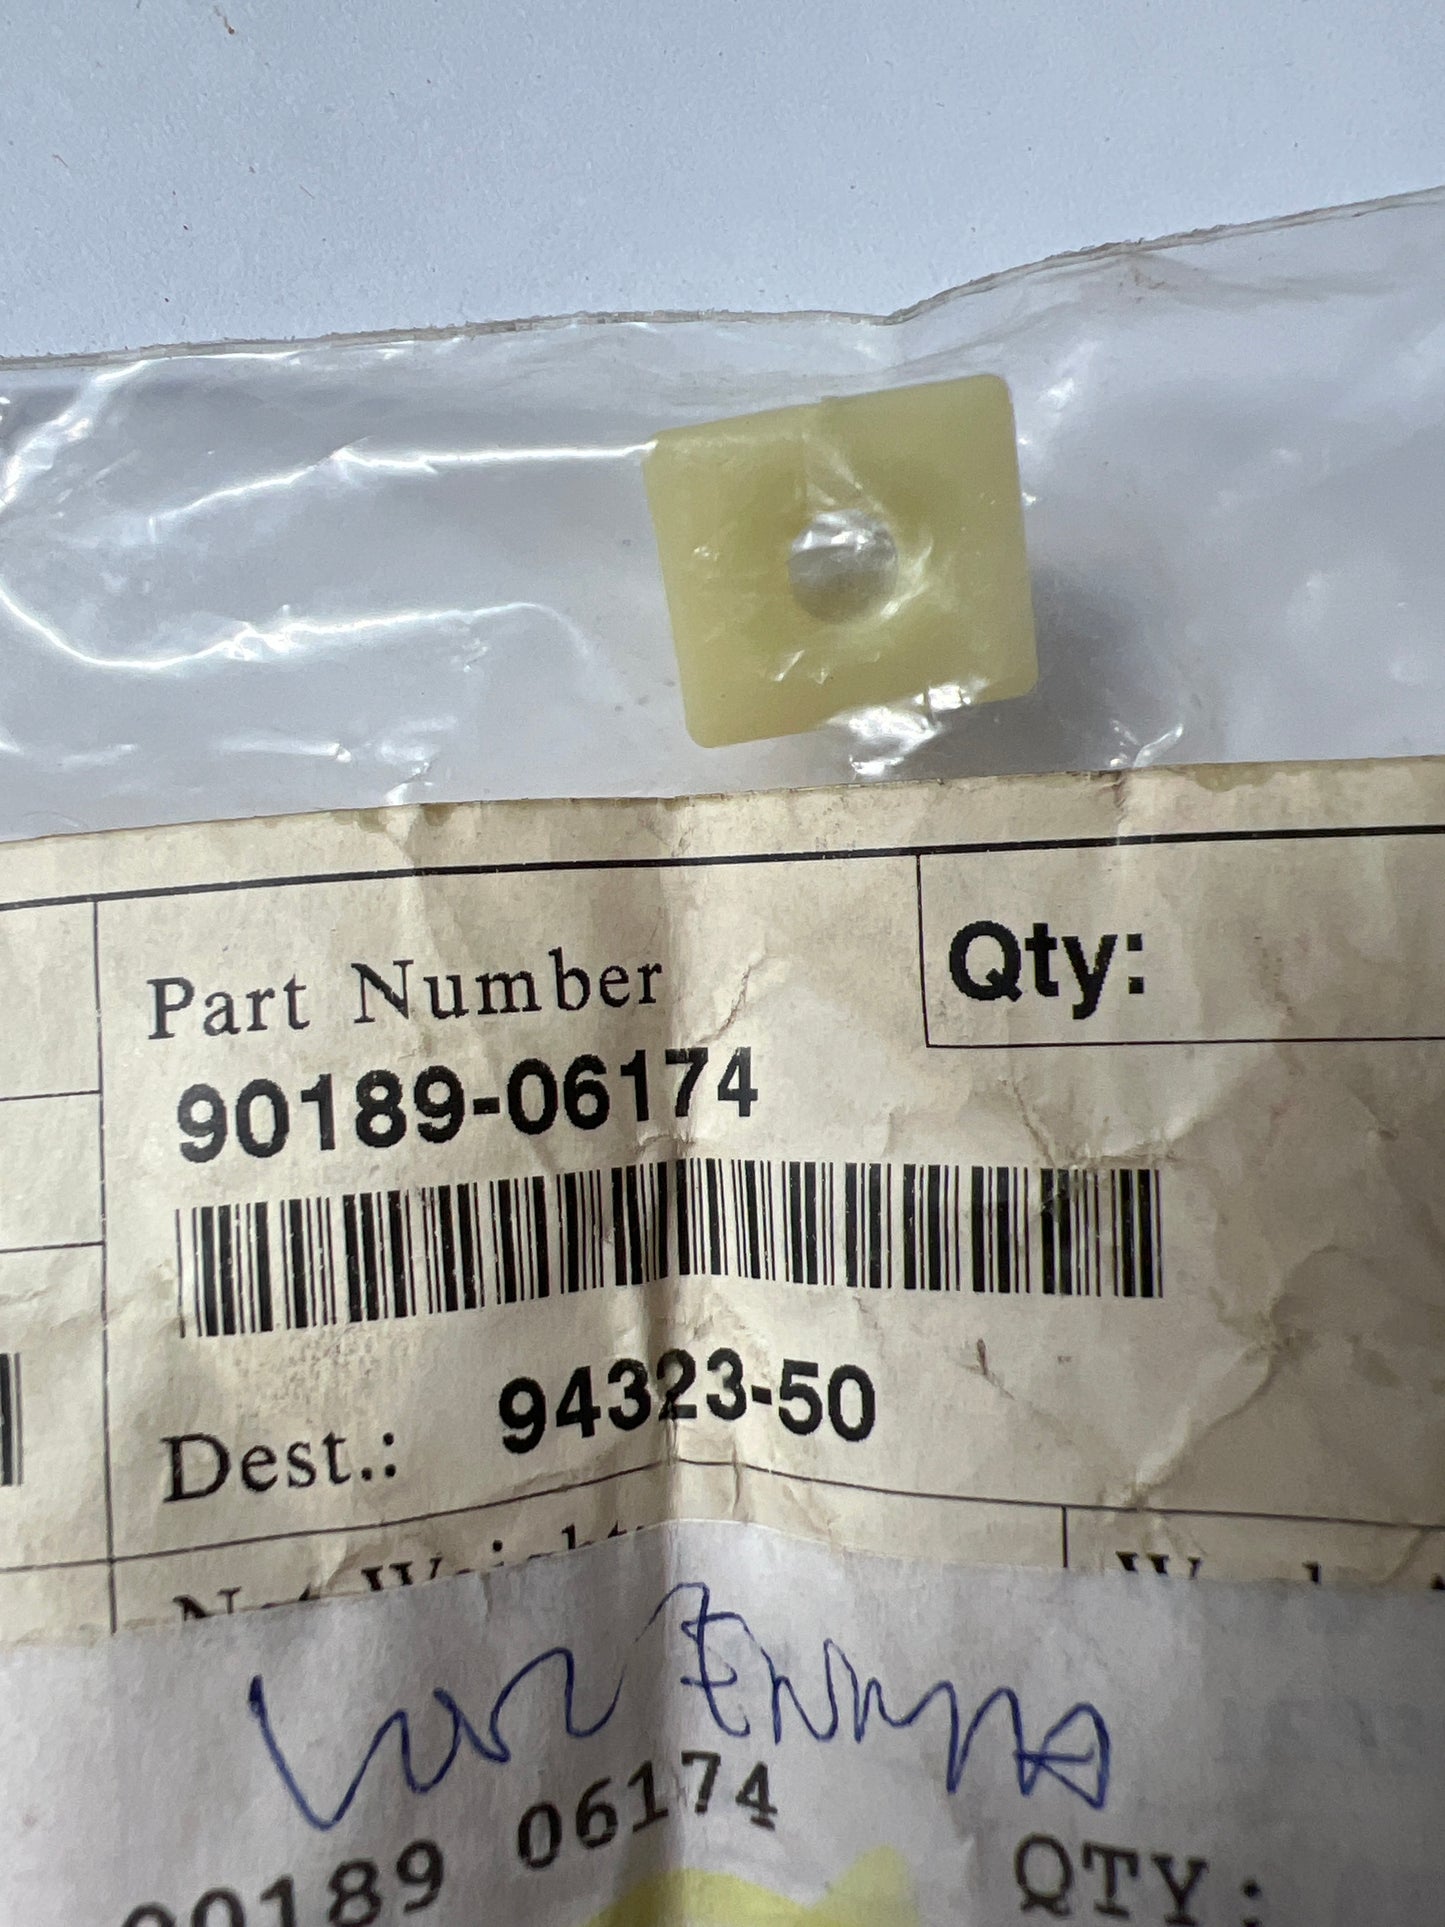 Part Number
Qty:
90189-06174
Dest.: 94323-50
90189 06174
QTY: